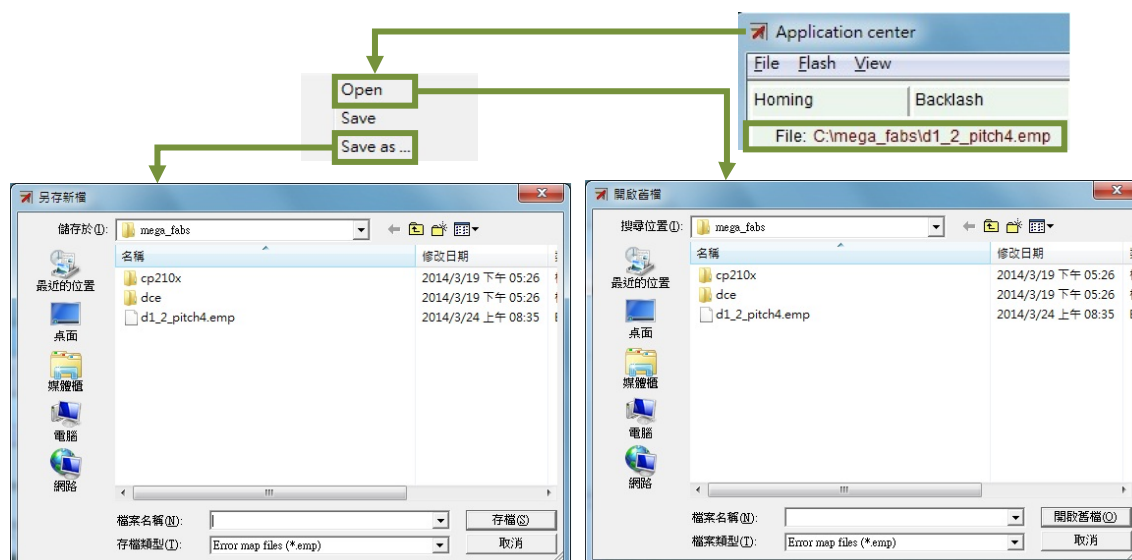 Application center
File Flash View
Homing Backlash
File: C:\mega_fabs\d1_2_pitch4.emp
Open
Save
Save as ...
另存新檔
儲存於(I): mega_fabs
名稱 修改日期
cp210x 2014/3/19 下午 05:26
dce 2014/3/19 下午 05:26
d1_2_pitch4.emp 2014/3/24 上午 08:35
最近的位置
桌面
媒體櫃
電腦
網路
檔案名稱(N): 存檔(S)
存檔類型(T): Error map files (*.emp) 取消
開啟舊檔
搜尋位置(I): mega_fabs
名稱 修改日期
cp210x 2014/3/19 下午 05:26
dce 2014/3/19 下午 05:26
d1_2_pitch4.emp 2014/3/24 上午 08:35
最近的位置
桌面
媒體櫃
電腦
網路
檔案名稱(N): 開啟舊檔(O)
檔案類型(T): Error map files (*.emp) 取消